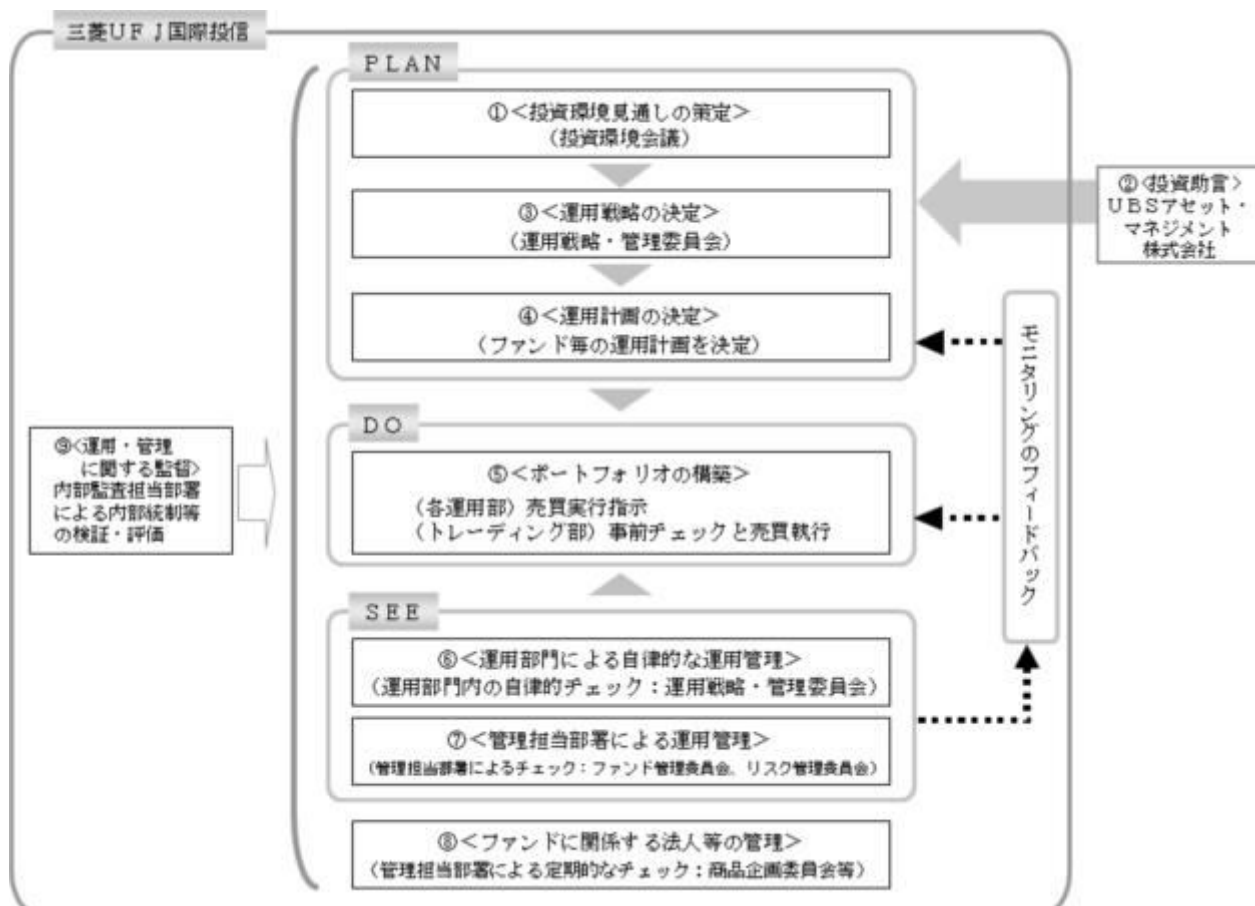 三菱UFJ国際投信
PLAN
①<投資環境見通しの策定>
(投資環境会議)
②<投資助言>
UBSアセット・
マネジメント
株式会社
③<運用戦略の決定>
(運用戦略・管理委員会)
④<運用計画の決定>
(ファンド毎の運用計画を決定)
モニタリングのフィードバック
DO
⑤<ポートフォリオの構築>
(各運用部)売買実行指示
(トレーディング部)事前チェックと売買執行
⑨<運用・管理
に関する監督>
内部監査担当部署
による内部統制等
の検証・評価
SEE
⑥<運用部門による自律的な運用管理>
(運用部門内の自律的チェック:運用戦略・管理委員会)
⑦<管理担当部署による運用管理>
(管理担当部署によるチェック:ファンド管理委員会、リスク管理委員会)
⑧<ファンドに関係する法人等の管理>
(管理担当部署による定期的なチェック:商品企画委員会等)